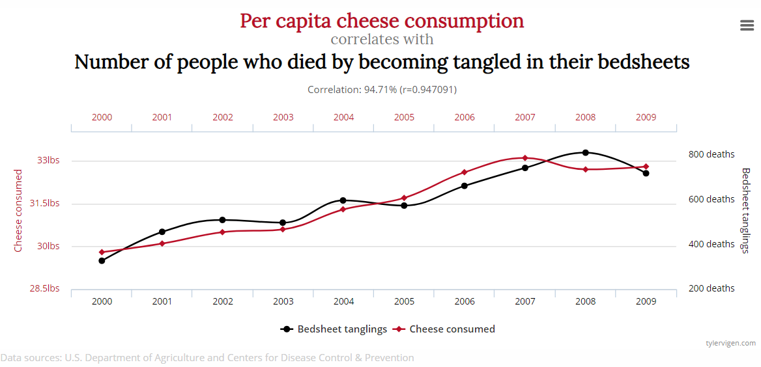 Per capita cheese consumption
correlates with
Number of people who died by becoming tangled in their bedsheets
Correlation: 94.71% (r=0.947091)
2000 2001 2002 2003 2004 2005 2006 2007 2008 2009
Cheese consumed
33lbs
31.5lbs
30lbs
28.5lbs
800 deaths
600 deaths
400 deaths
200 deaths
Bedsheet tanglings
2000 2001 2002 2003 2004 2005 2006 2007 2008 2009
Bedsheet tanglings Cheese consumed
tylervigen.com
Data sources: U.S. Department of Agriculture and Centers for Disease Control & Prevention